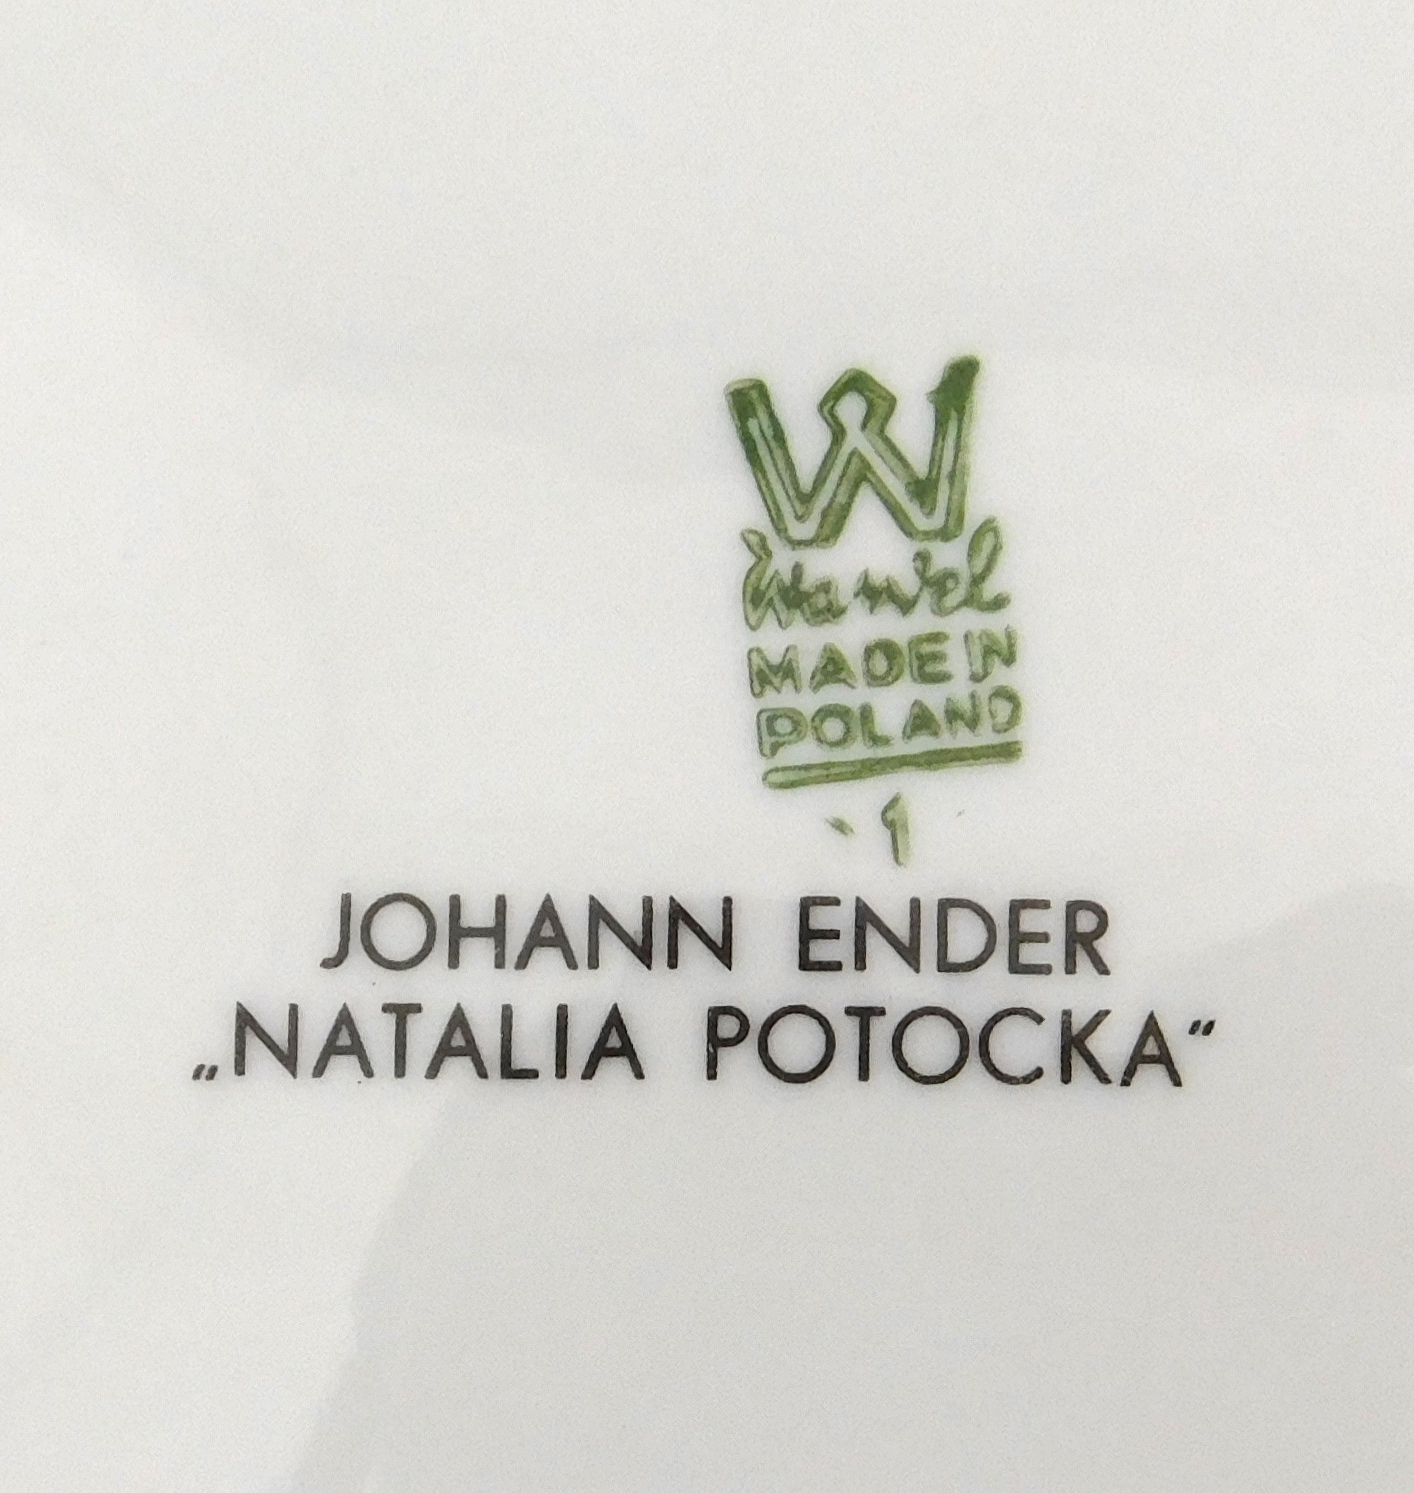 W
Wawel
MADE IN
POLAND
1
JOHANN ENDER
„NATALIA POTOCKA“